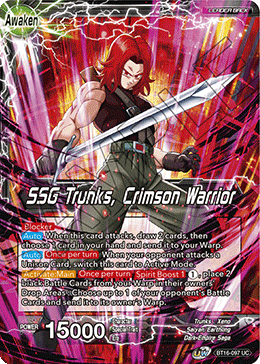 LEADER BACK
Awaken
SSG Trunks, Crimson Warrior
Blocker
Auto When this card attacks, draw 2 cards, then
choose 1 card in your hand and send it to your Warp.
Auto Once per turn When your opponent attacks a
Unison Card, switch this card to Active Mode.
Activate Main Once per turn Spirit Boost 1 1, place 2
Black Battle Cards from your Warp in their owners'
Drop Areas: Choose up to 1 of your opponent's Battle
Cards and send it to its owner's Warp.
POWER 15000
Special Trait
Trunks: Xeno
Saiyan Earthling
Dark Empire Saga
BT16-097 UC